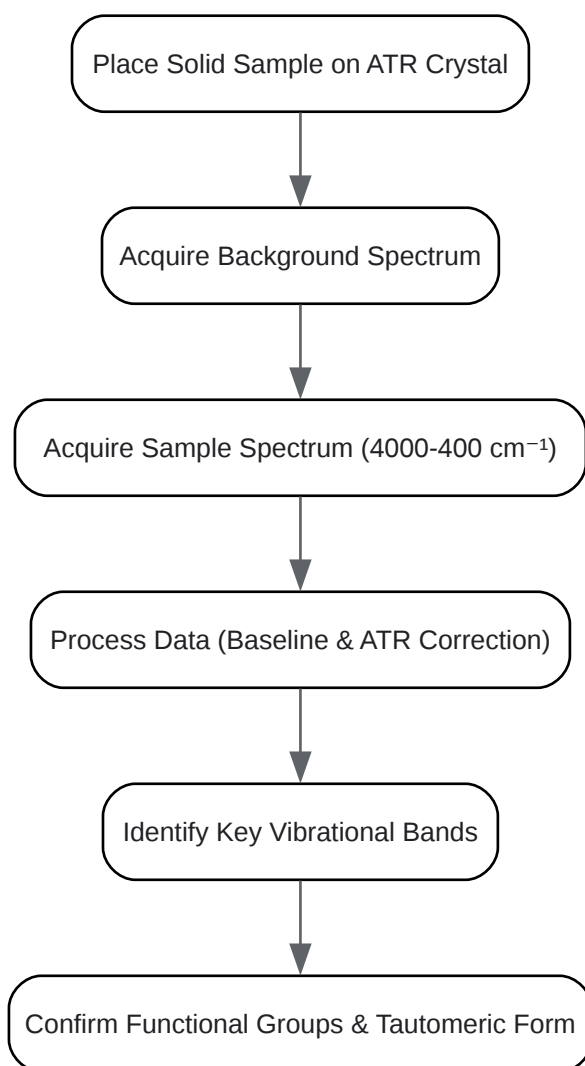 Place Solid Sample on ATR Crystal
Acquire Background Spectrum
Acquire Sample Spectrum (4000-400 cm⁻¹)
Process Data (Baseline & ATR Correction)
Identify Key Vibrational Bands
Confirm Functional Groups & Tautomeric Form